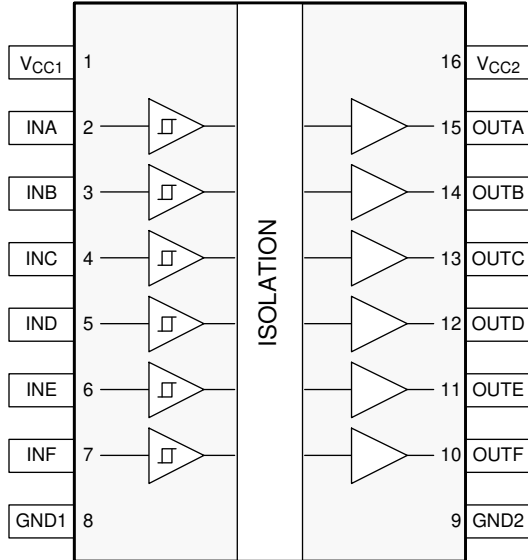 VCC1 1 16 VCC2
INA 2 15 OUTA
INB 3 14 OUTB
INC 4 13 OUTC
IND 5 12 OUTD
INE 6 11 OUTE
INF 7 10 OUTF
GND1 8 9 GND2
ISOLATION